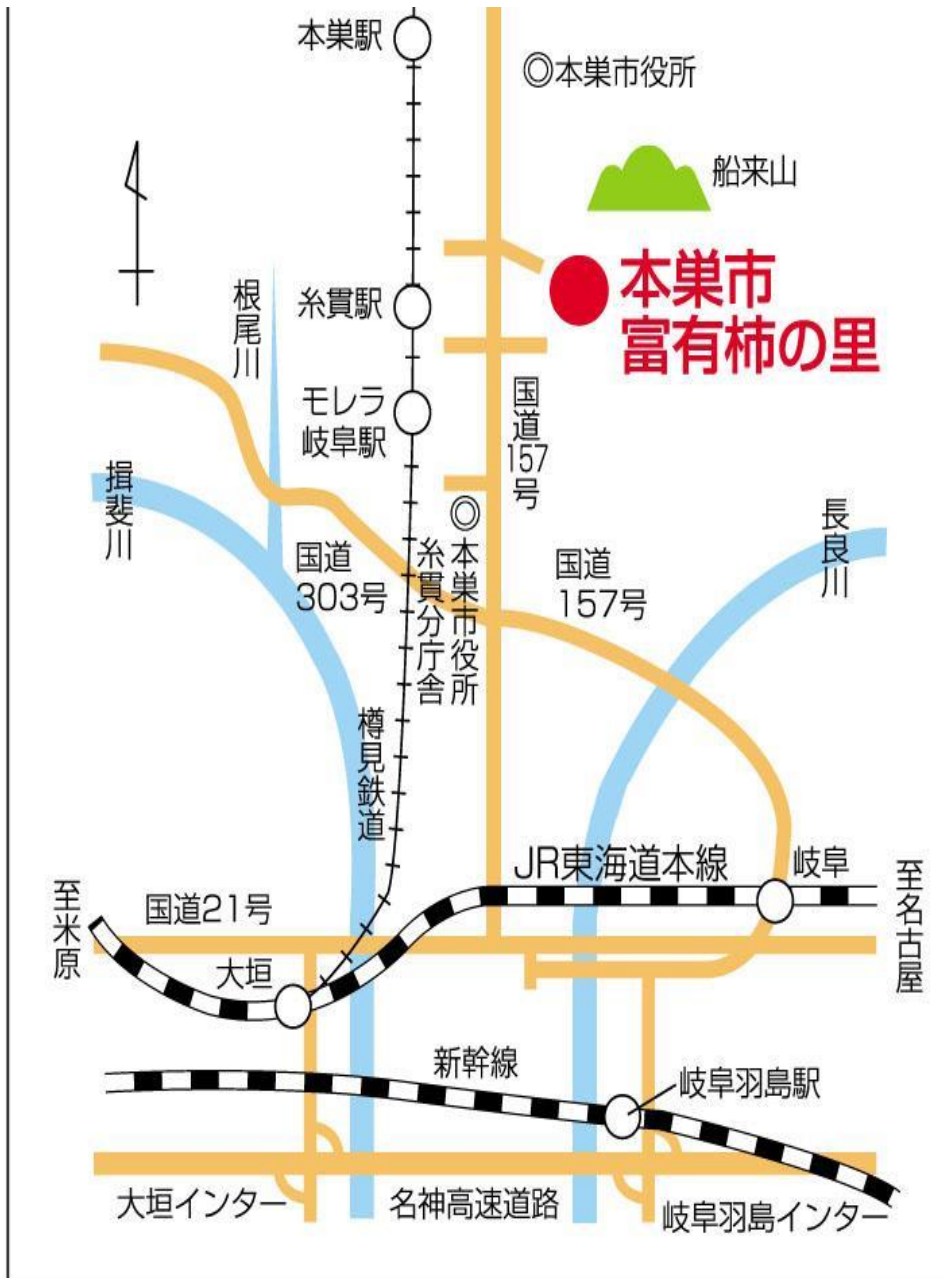 本巣駅
◎本巣市役所
船来山
本巣市
富有柿の里
根尾川
糸貫駅
モレラ
岐阜駅
国道157号
揖斐川
長良川
国道
303号
◎本巣市役所
糸貫分庁舎
国道
157号
樽見鉄道
JR東海道本線
岐阜
至米原
国道21号
至名古屋
大垣
新幹線
岐阜羽島駅
大垣インター
名神高速道路
岐阜羽島インター